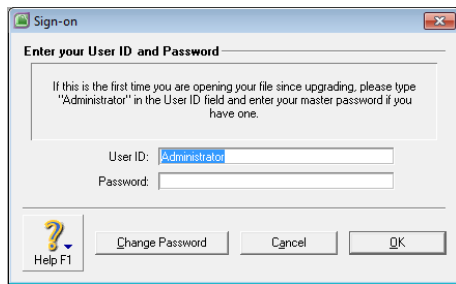 Sign-on
Enter your User ID and Password
If this is the first time you are opening your file since upgrading, please type
"Administrator" in the User ID field and enter your master password if you
have one.
User ID: Administrator
Password:
Help F1
Change Password
Cancel
OK